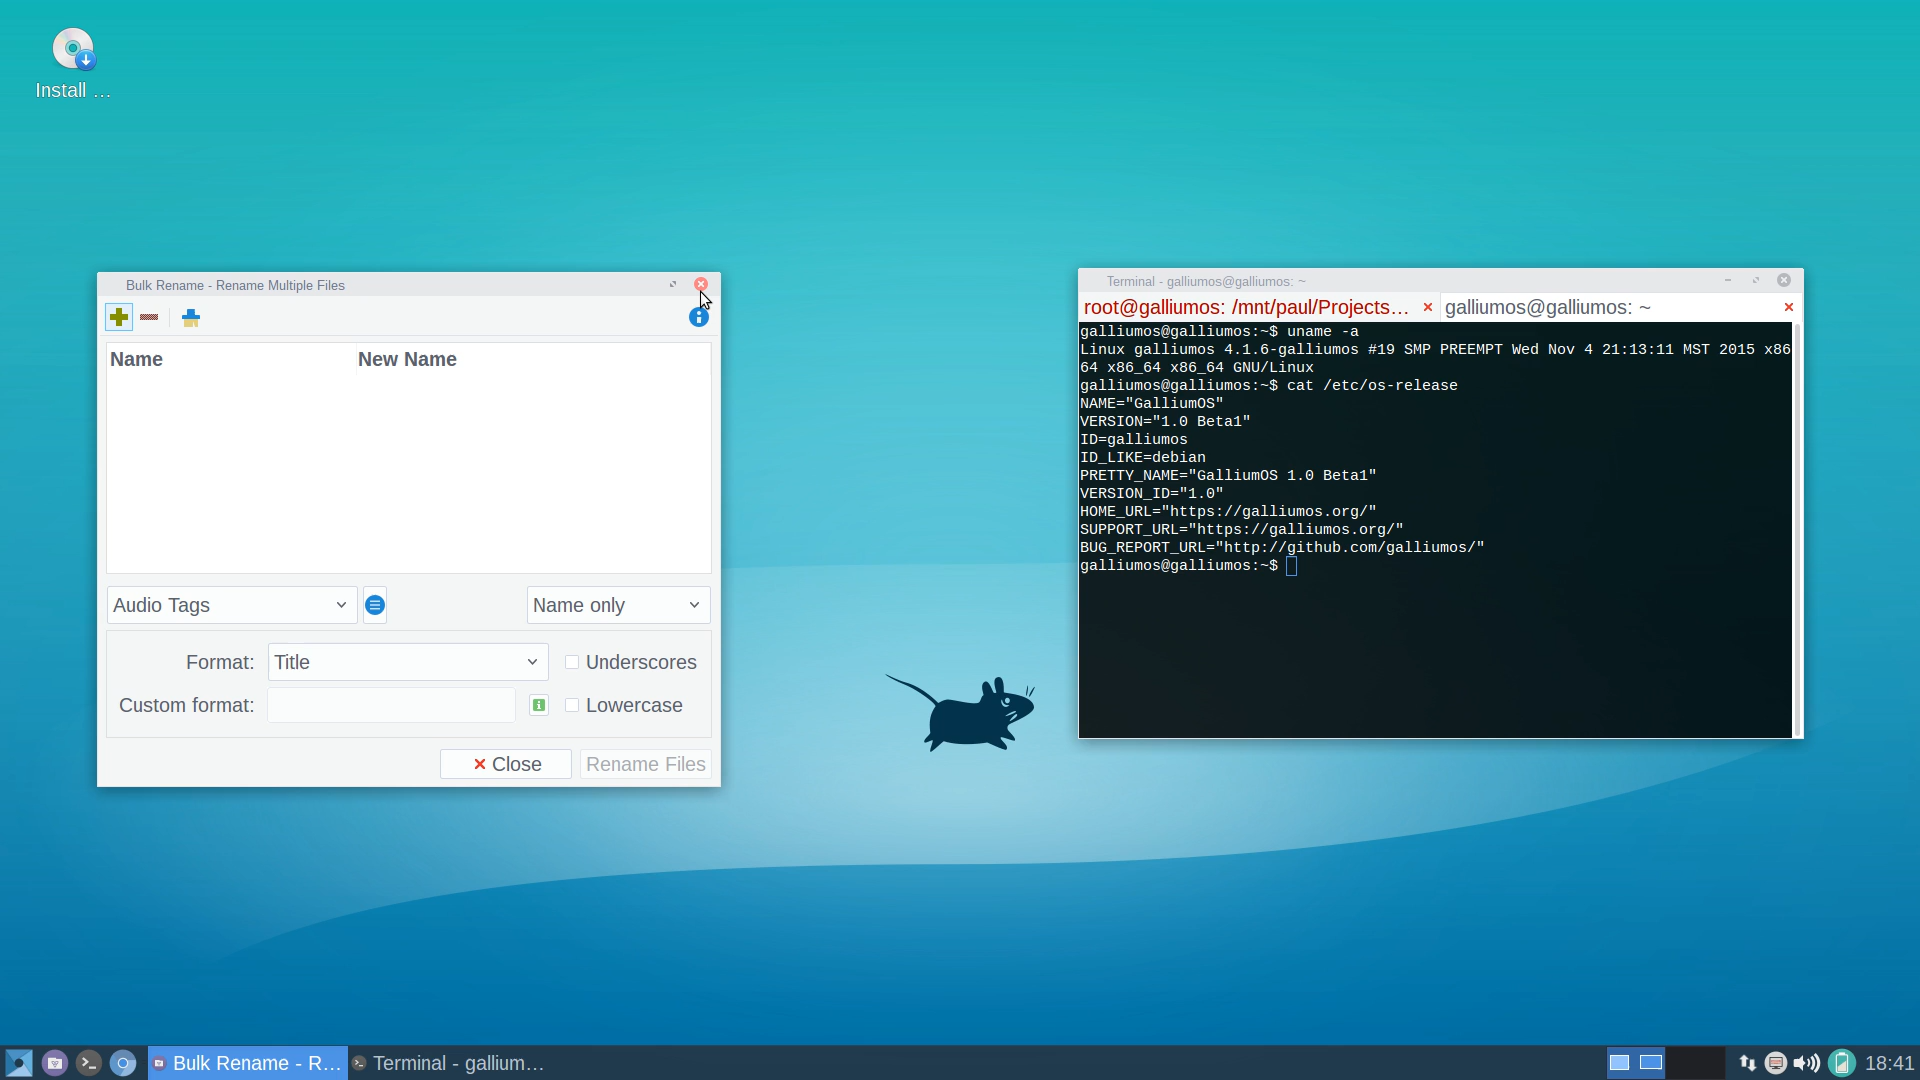 Install ...
Bulk Rename - Rename Multiple Files
Name New Name
Audio Tags Name only
Format: Title Underscores
Custom format: Lowercase
Close Rename Files
Terminal - galliumos@galliumos: ~
root@galliumos: /mnt/paul/Projects... galliumos@galliumos: ~
galliumos@galliumos:~$ uname -a
Linux galliumos 4.1.6-galliumos #19 SMP PREEMPT Wed Nov 4 21:13:11 MST 2015 x86
64 x86_64 x86_64 GNU/Linux
galliumos@galliumos:~$ cat /etc/os-release
NAME="GalliumOS"
VERSION="1.0 Beta1"
ID=galliumos
ID_LIKE=debian
PRETTY_NAME="GalliumOS 1.0 Beta1"
VERSION_ID="1.0"
HOME_URL="https://galliumos.org/"
SUPPORT_URL="https://galliumos.org/"
BUG_REPORT_URL="http://github.com/galliumos/"
galliumos@galliumos:~$
Bulk Rename - R... Terminal - gallium... 18:41